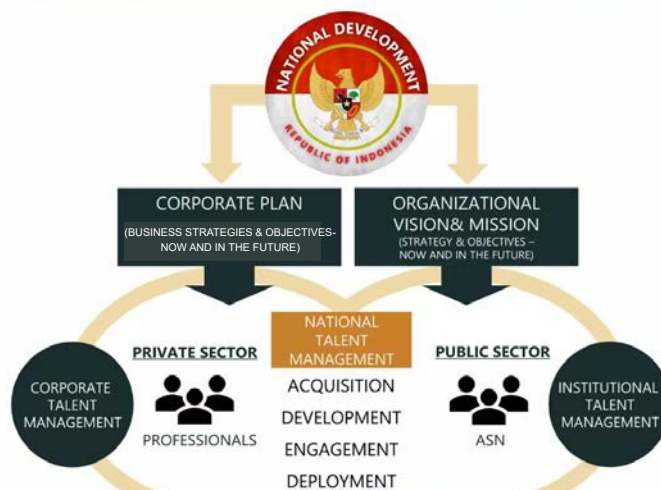 NATIONAL DEVELOPMENT
REPUBLIC OF INDONESIA
CORPORATE PLAN
(BUSINESS STRATEGIES & OBJECTIVES-
NOW AND IN THE FUTURE)
ORGANIZATIONAL
VISION& MISSION
(STRATEGY & OBJECTIVES –
NOW AND IN THE FUTURE)
NATIONAL
TALENT
MANAGEMENT
PRIVATE SECTOR
PUBLIC SECTOR
CORPORATE
TALENT
MANAGEMENT
PROFESSIONALS
ACQUISITION
DEVELOPMENT
ENGAGEMENT
DEPLOYMENT
ASN
INSTITUTIONAL
TALENT
MANAGEMENT